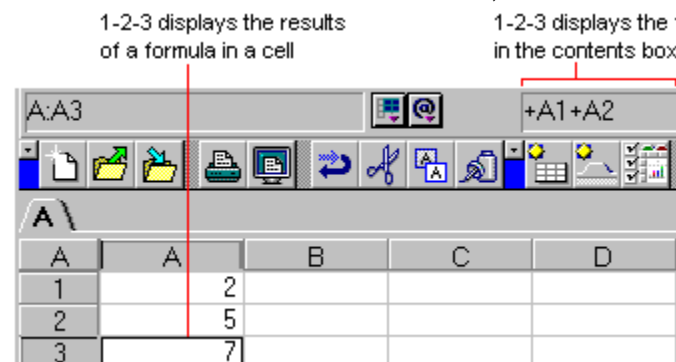 1-2-3 displays the results
of a formula in a cell
1-2-3 displays the
in the contents box
A:A3
@
+A1+A2
A
A A B C D
1 2
2 5
3 7